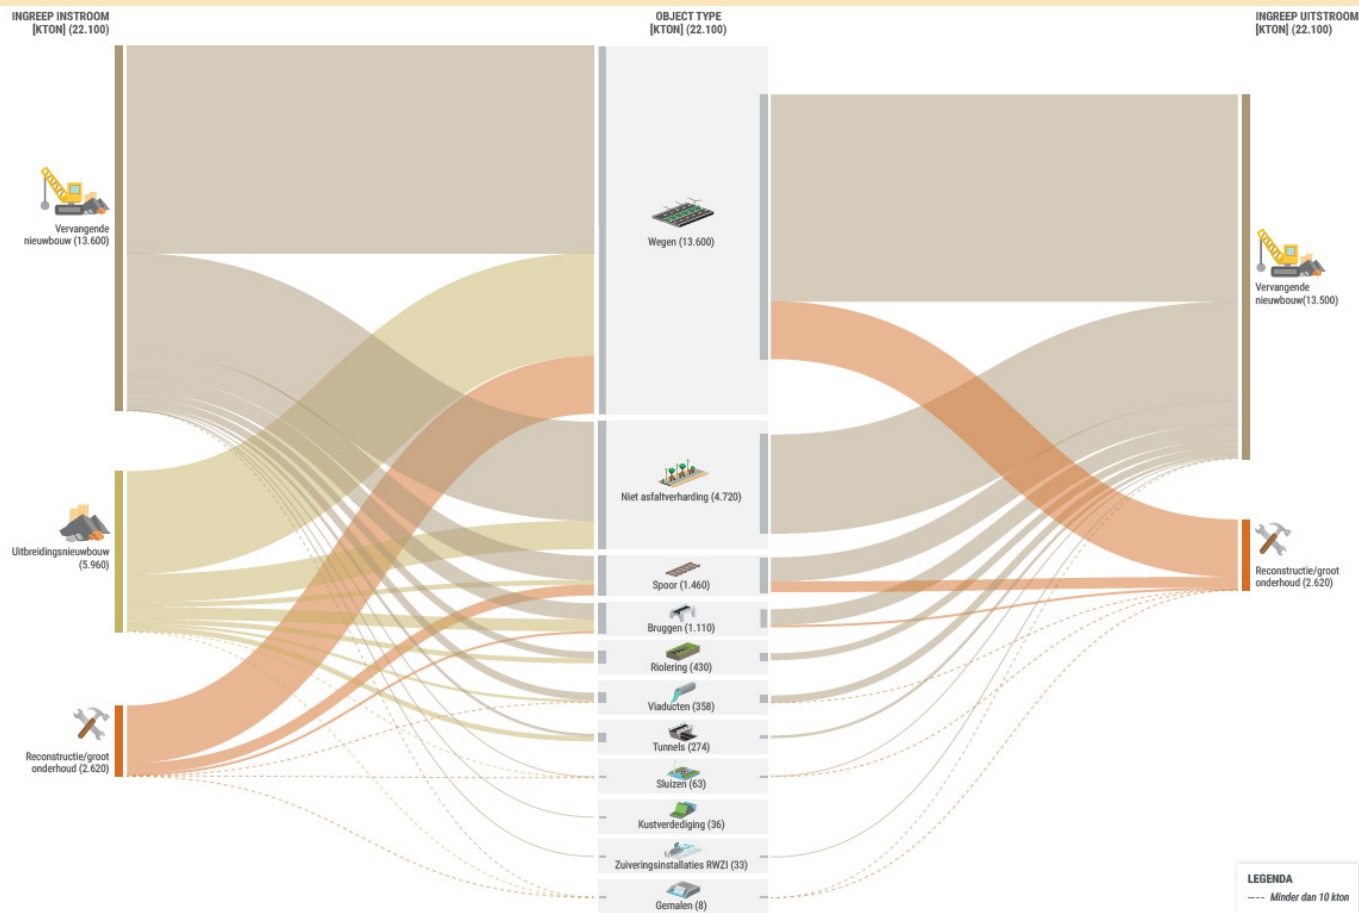 INGREEP INSTROOM
[KTON] (22.100)
OBJECT TYPE
[KTON] (22.100)
INGREEP UITSTROOM
[KTON] (22.100)
Vervangende
nieuwbouw (13.600)
Uitbreidingsnieuwbouw
(5.960)
Reconstructie/groot
onderhoud (2.620)
Wegen (13.600)
Niet asfaltverharding (4.720)
Spoor (1.460)
Bruggen (1.110)
Riolering (430)
Viaducten (358)
Tunnels (274)
Sluizen (63)
Kustverdediging (36)
Zuiveringsinstallaties RWZI (33)
Gemalen (8)
Vervangende
nieuwbouw(13.500)
Reconstructie/groot
onderhoud (2.620)
LEGENDA
---- Minder dan 10 kton